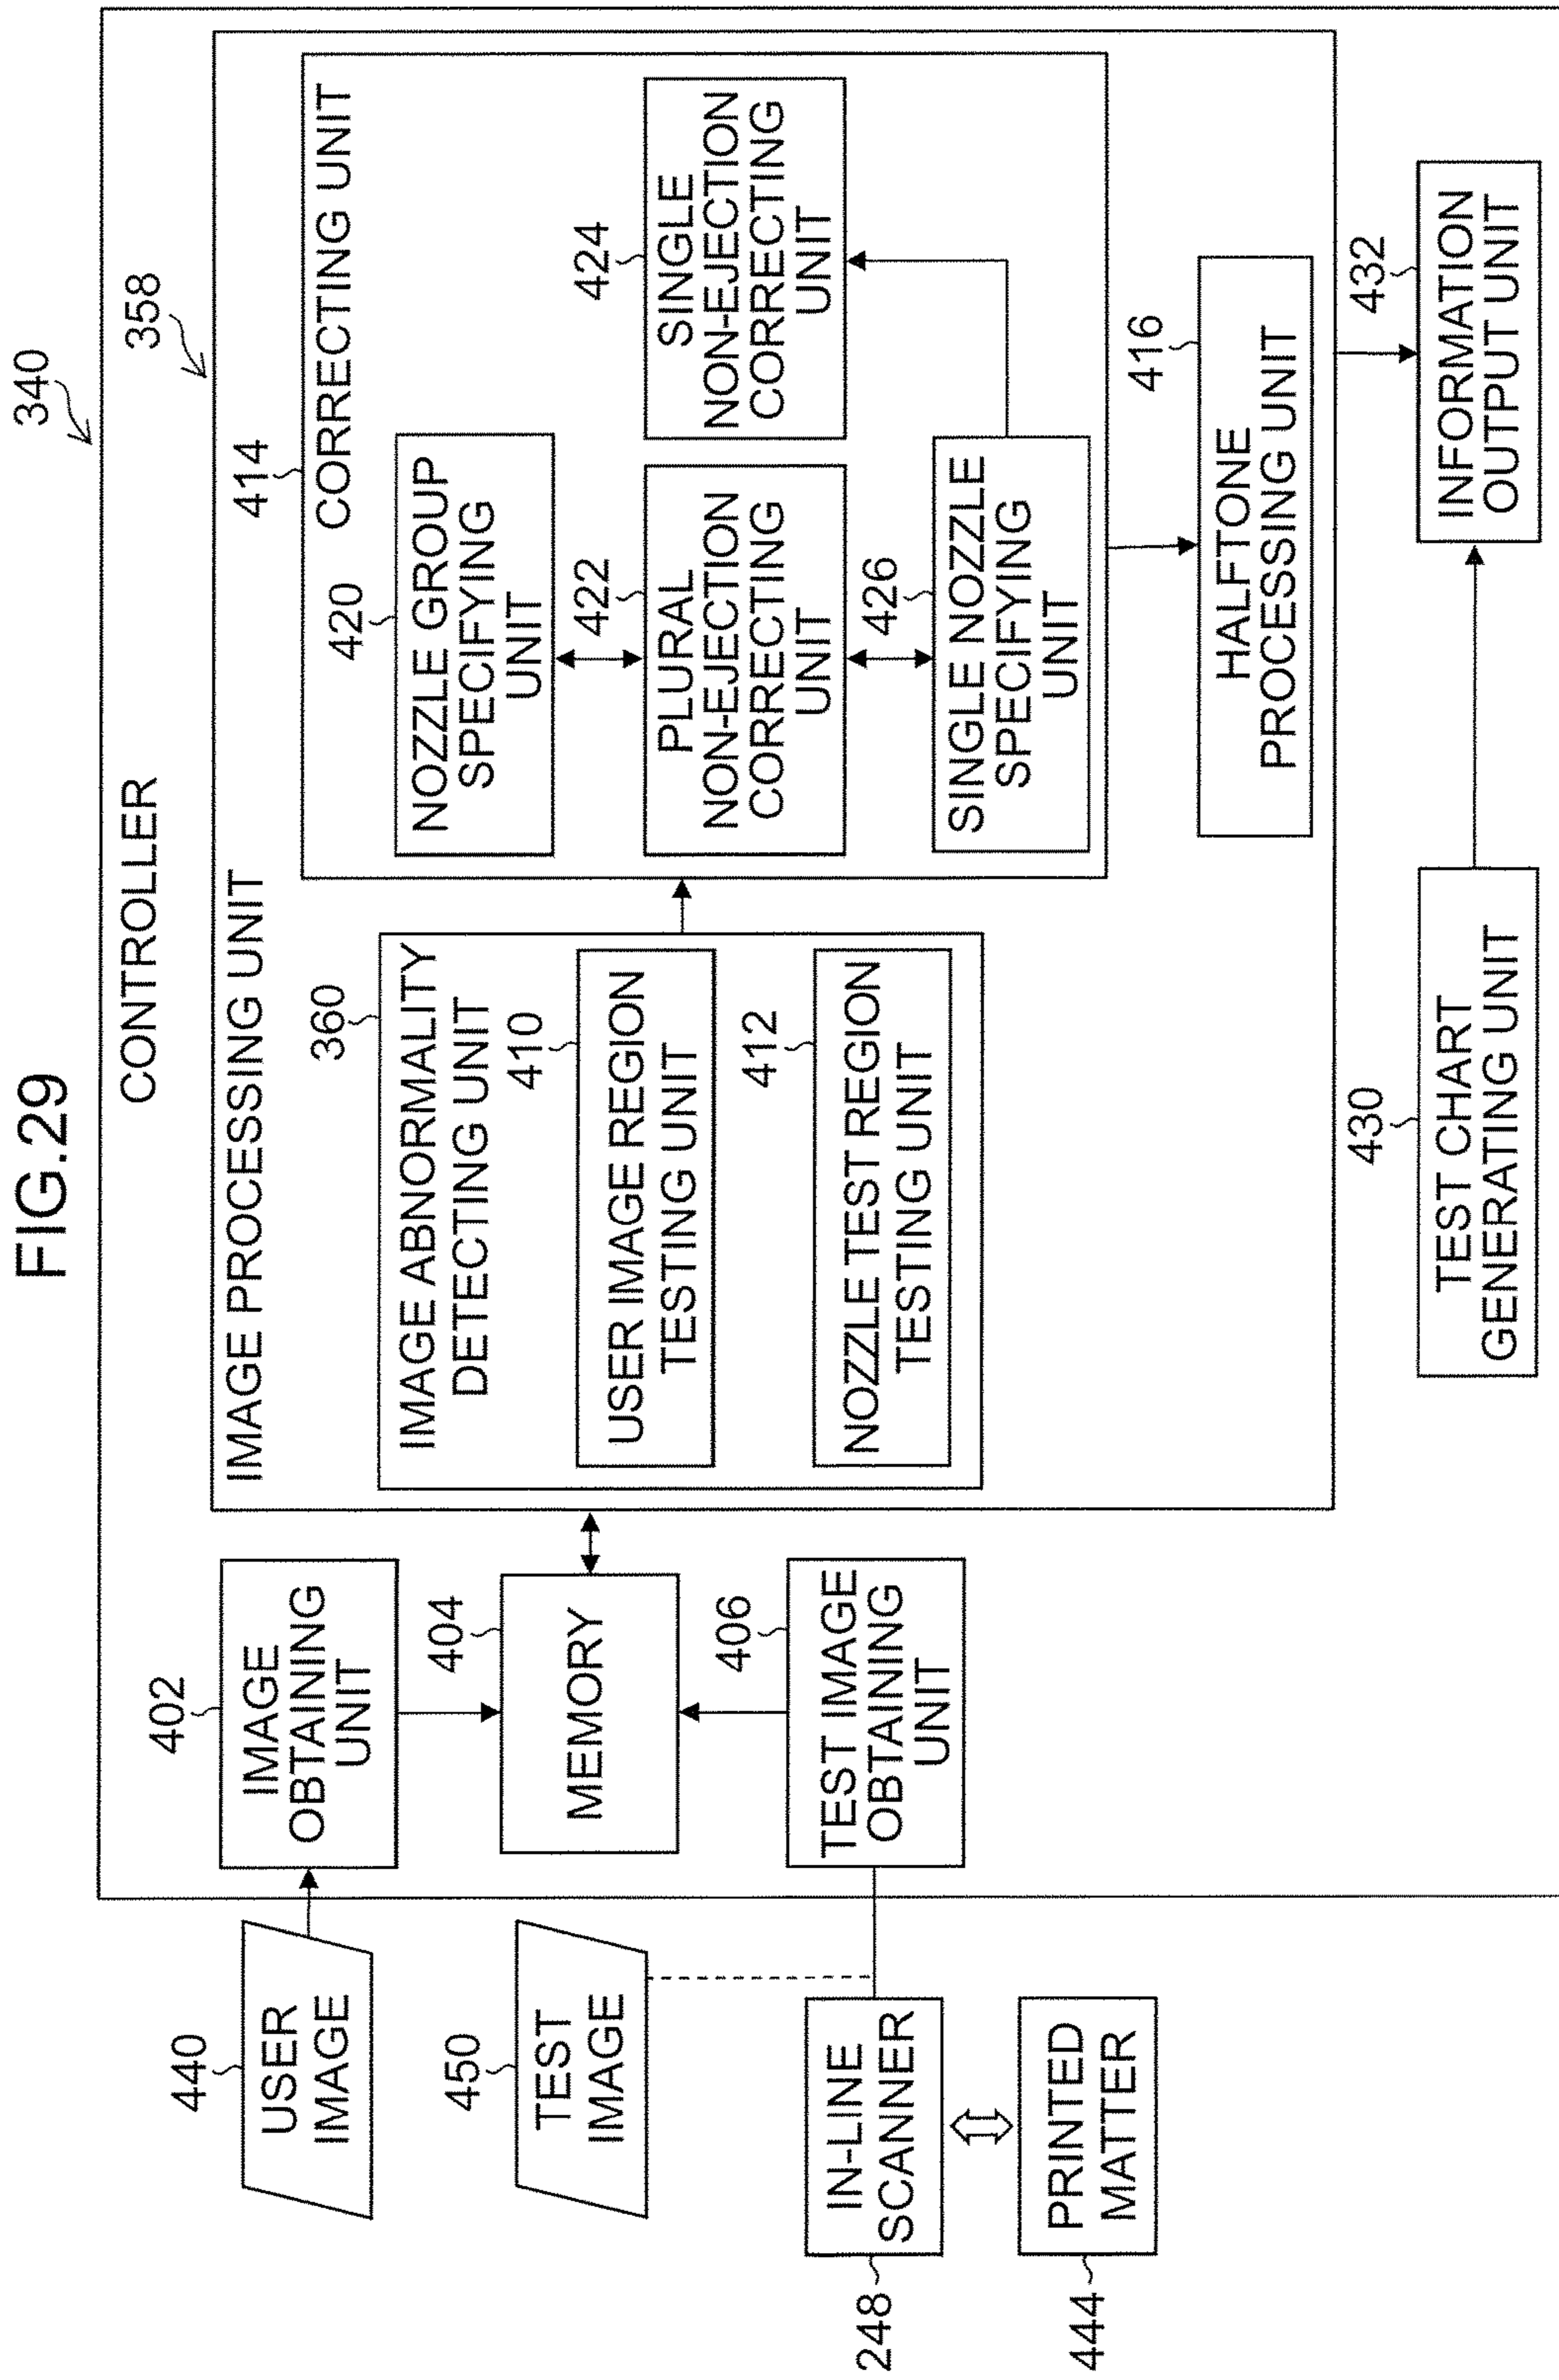 FIG.29
340
CONTROLLER
358
IMAGE PROCESSING UNIT
440
USER
IMAGE
402
IMAGE
OBTAINING
UNIT
450
TEST
IMAGE
404
MEMORY
406
TEST IMAGE
OBTAINING
UNIT
248
IN-LINE
SCANNER
444
PRINTED
MATTER
360
IMAGE ABNORMALITY
DETECTING UNIT
410
USER IMAGE REGION
TESTING UNIT
412
NOZZLE TEST REGION
TESTING UNIT
414
CORRECTING UNIT
420
NOZZLE GROUP
SPECIFYING
UNIT
422
PLURAL
NON-EJECTION
CORRECTING
UNIT
424
SINGLE
NON-EJECTION
CORRECTING
UNIT
426
SINGLE NOZZLE
SPECIFYING
UNIT
416
HALFTONE
PROCESSING UNIT
430
TEST CHART
GENERATING UNIT
432
INFORMATION
OUTPUT UNIT